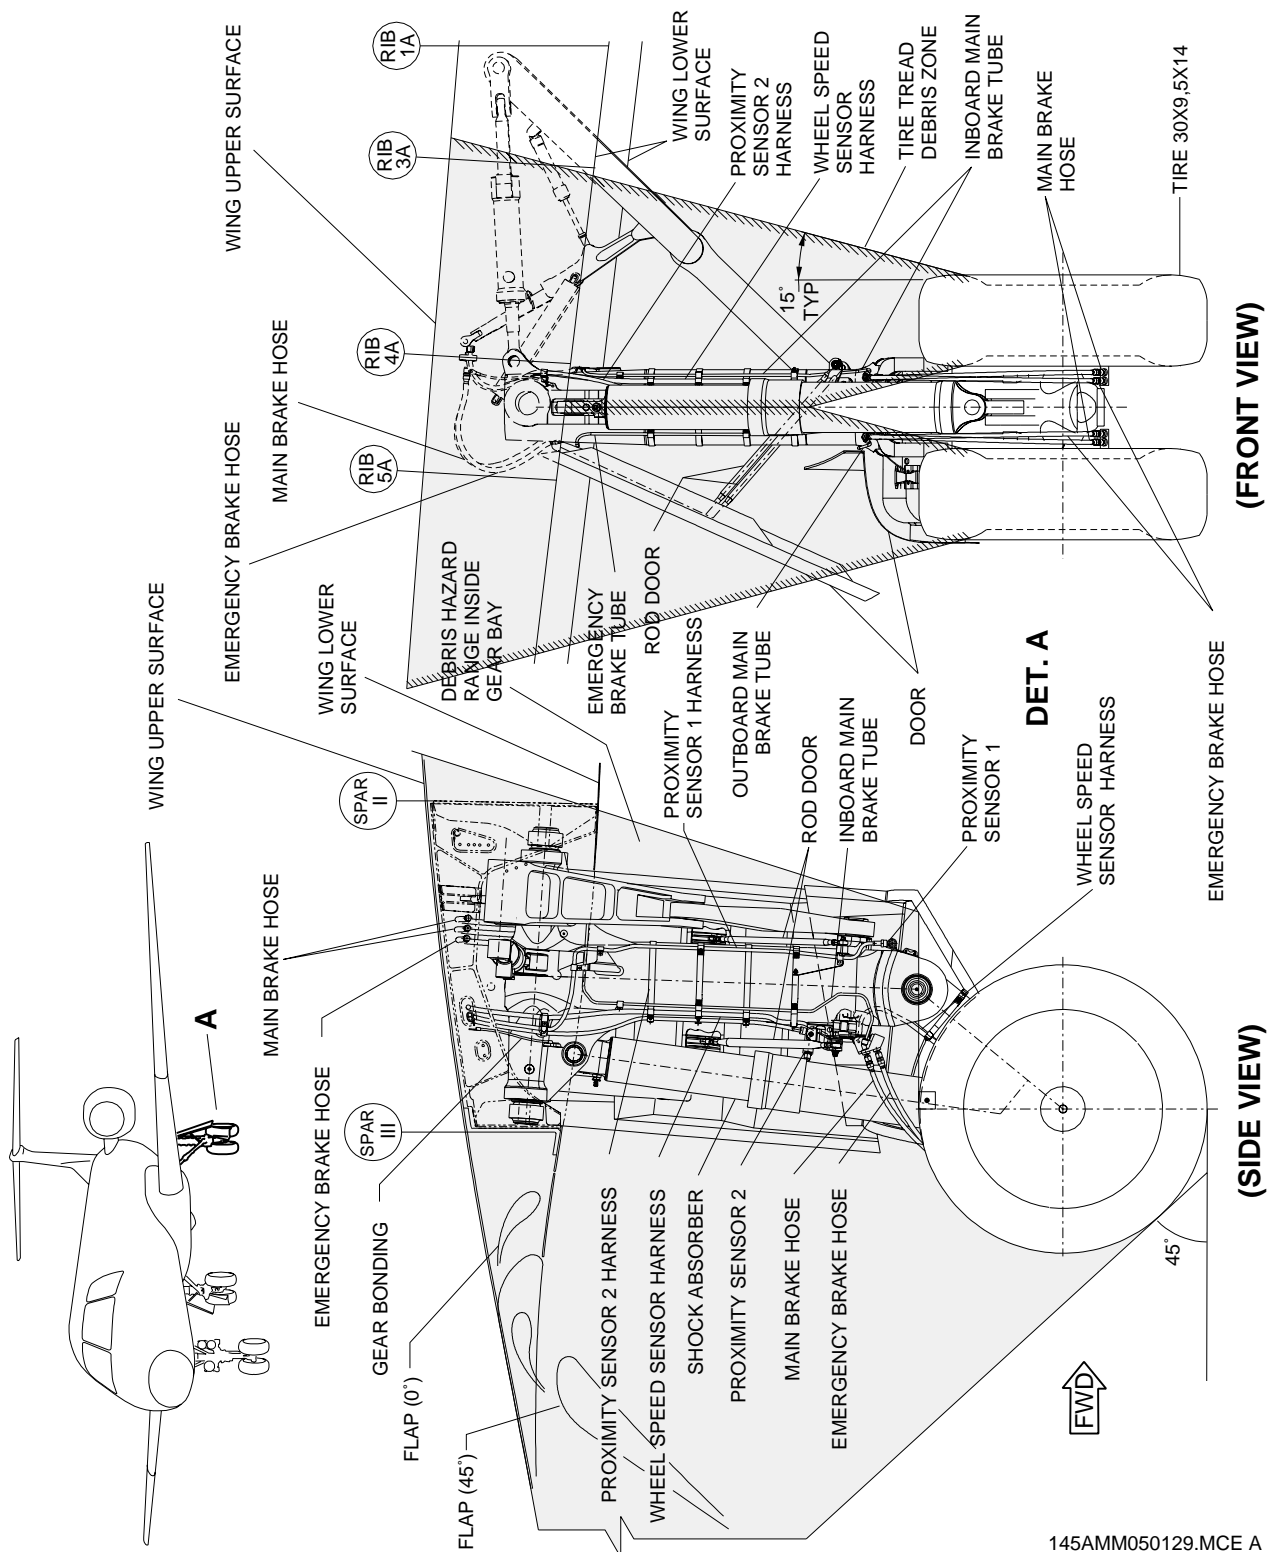 A
WING UPPER SURFACE
MAIN BRAKE HOSE
EMERGENCY BRAKE HOSE
GEAR BONDING
FLAP (0°)
FLAP (45°)
SPAR
II
SPAR
III
WING LOWER
SURFACE
DEBRIS HAZARD
RANGE INSIDE
GEAR BAY
PROXIMITY
SENSOR 1 HARNESS
ROD DOOR
INBOARD MAIN
BRAKE TUBE
PROXIMITY
SENSOR 1
WHEEL SPEED
SENSOR HARNESS
PROXIMITY SENSOR 2 HARNESS
WHEEL SPEED SENSOR HARNESS
SHOCK ABSORBER
PROXIMITY SENSOR 2
MAIN BRAKE HOSE
EMERGENCY BRAKE HOSE
FWD
45°
(SIDE VIEW)
WING UPPER SURFACE
MAIN BRAKE HOSE
EMERGENCY BRAKE HOSE
RIB
1A
RIB
3A
RIB
4A
RIB
5A
WING LOWER
SURFACE
PROXIMITY
SENSOR 2
HARNESS
WHEEL SPEED
SENSOR
HARNESS
TIRE TREAD
DEBRIS ZONE
INBOARD MAIN
BRAKE TUBE
MAIN BRAKE
HOSE
TIRE 30X9,5X14
15°
TYP
EMERGENCY
BRAKE TUBE
ROD DOOR
OUTBOARD MAIN
BRAKE TUBE
DOOR
EMERGENCY BRAKE HOSE
DET. A
(FRONT VIEW)
145AMM050129.MCE A